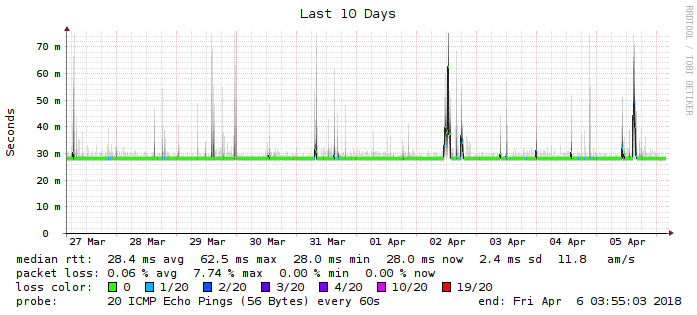 Last 10 Days
RRDTOOL / TOBI OETIKER
Seconds
70 m
60 m
50 m
40 m
30 m
20 m
10 m
0
27 Mar 28 Mar 29 Mar 30 Mar 31 Mar 01 Apr 02 Apr 03 Apr 04 Apr 05 Apr
median rtt: 28.4 ms avg 62.5 ms max 28.0 ms min 28.0 ms now 2.4 ms sd 11.8 am/s
packet loss: 0.06 % avg 7.74 % max 0.00 % min 0.00 % now
loss color: 0 1/20 2/20 3/20 4/20 10/20 19/20
probe: 20 ICMP Echo Pings (56 Bytes) every 60s end: Fri Apr 6 03:55:03 2018